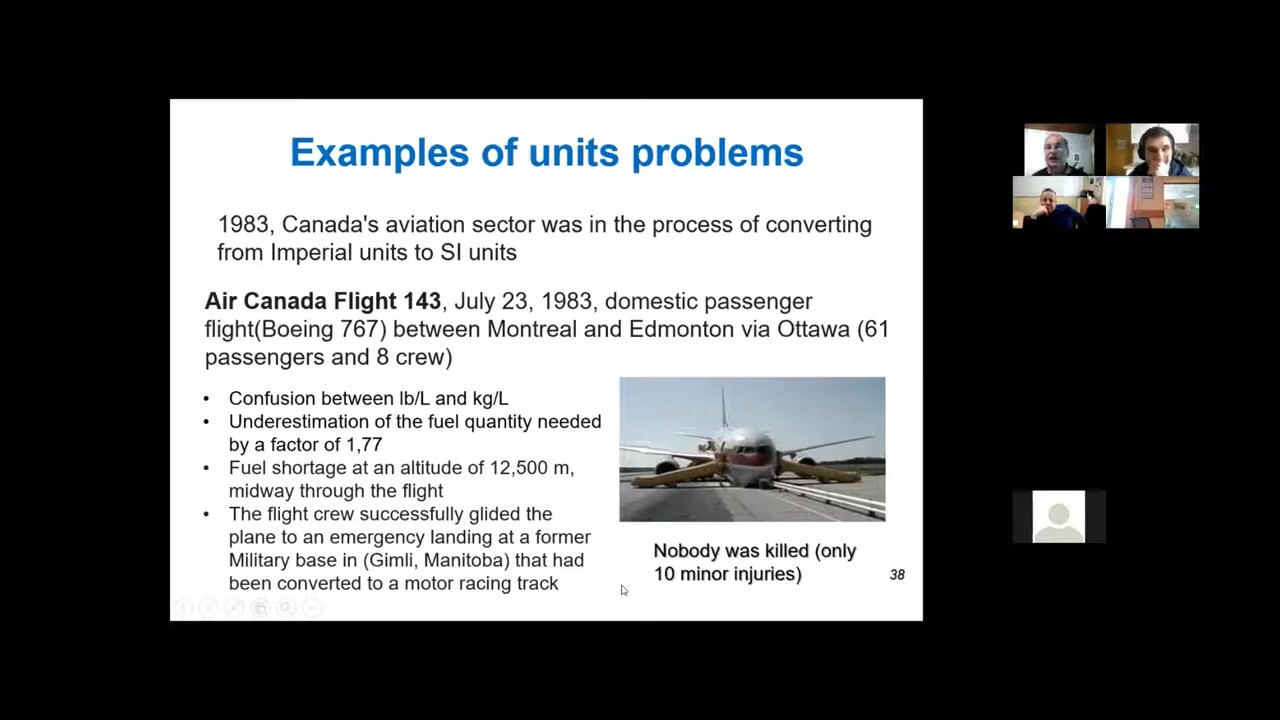 Examples of units problems
1983, Canada's aviation sector was in the process of converting
from Imperial units to SI units
Air Canada Flight 143, July 23, 1983, domestic passenger
flight(Boeing 767) between Montreal and Edmonton via Ottawa (61
passengers and 8 crew)
• Confusion between lb/L and kg/L
• Underestimation of the fuel quantity needed
by a factor of 1,77
• Fuel shortage at an altitude of 12,500 m,
midway through the flight
• The flight crew successfully glided the
plane to an emergency landing at a former
Military base in (Gimli, Manitoba) that had
been converted to a motor racing track
Nobody was killed (only
10 minor injuries)
38